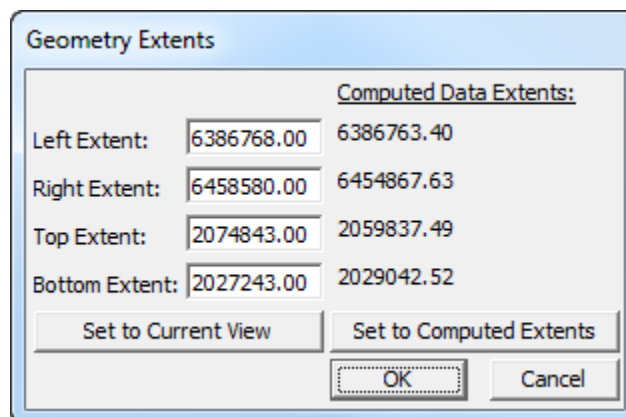 Geometry Extents
Computed Data Extents:
Left Extent: 6386768.00 6386763.40
Right Extent: 6458580.00 6454867.63
Top Extent: 2074843.00 2059837.49
Bottom Extent: 2027243.00 2029042.52
Set to Current View Set to Computed Extents
OK Cancel